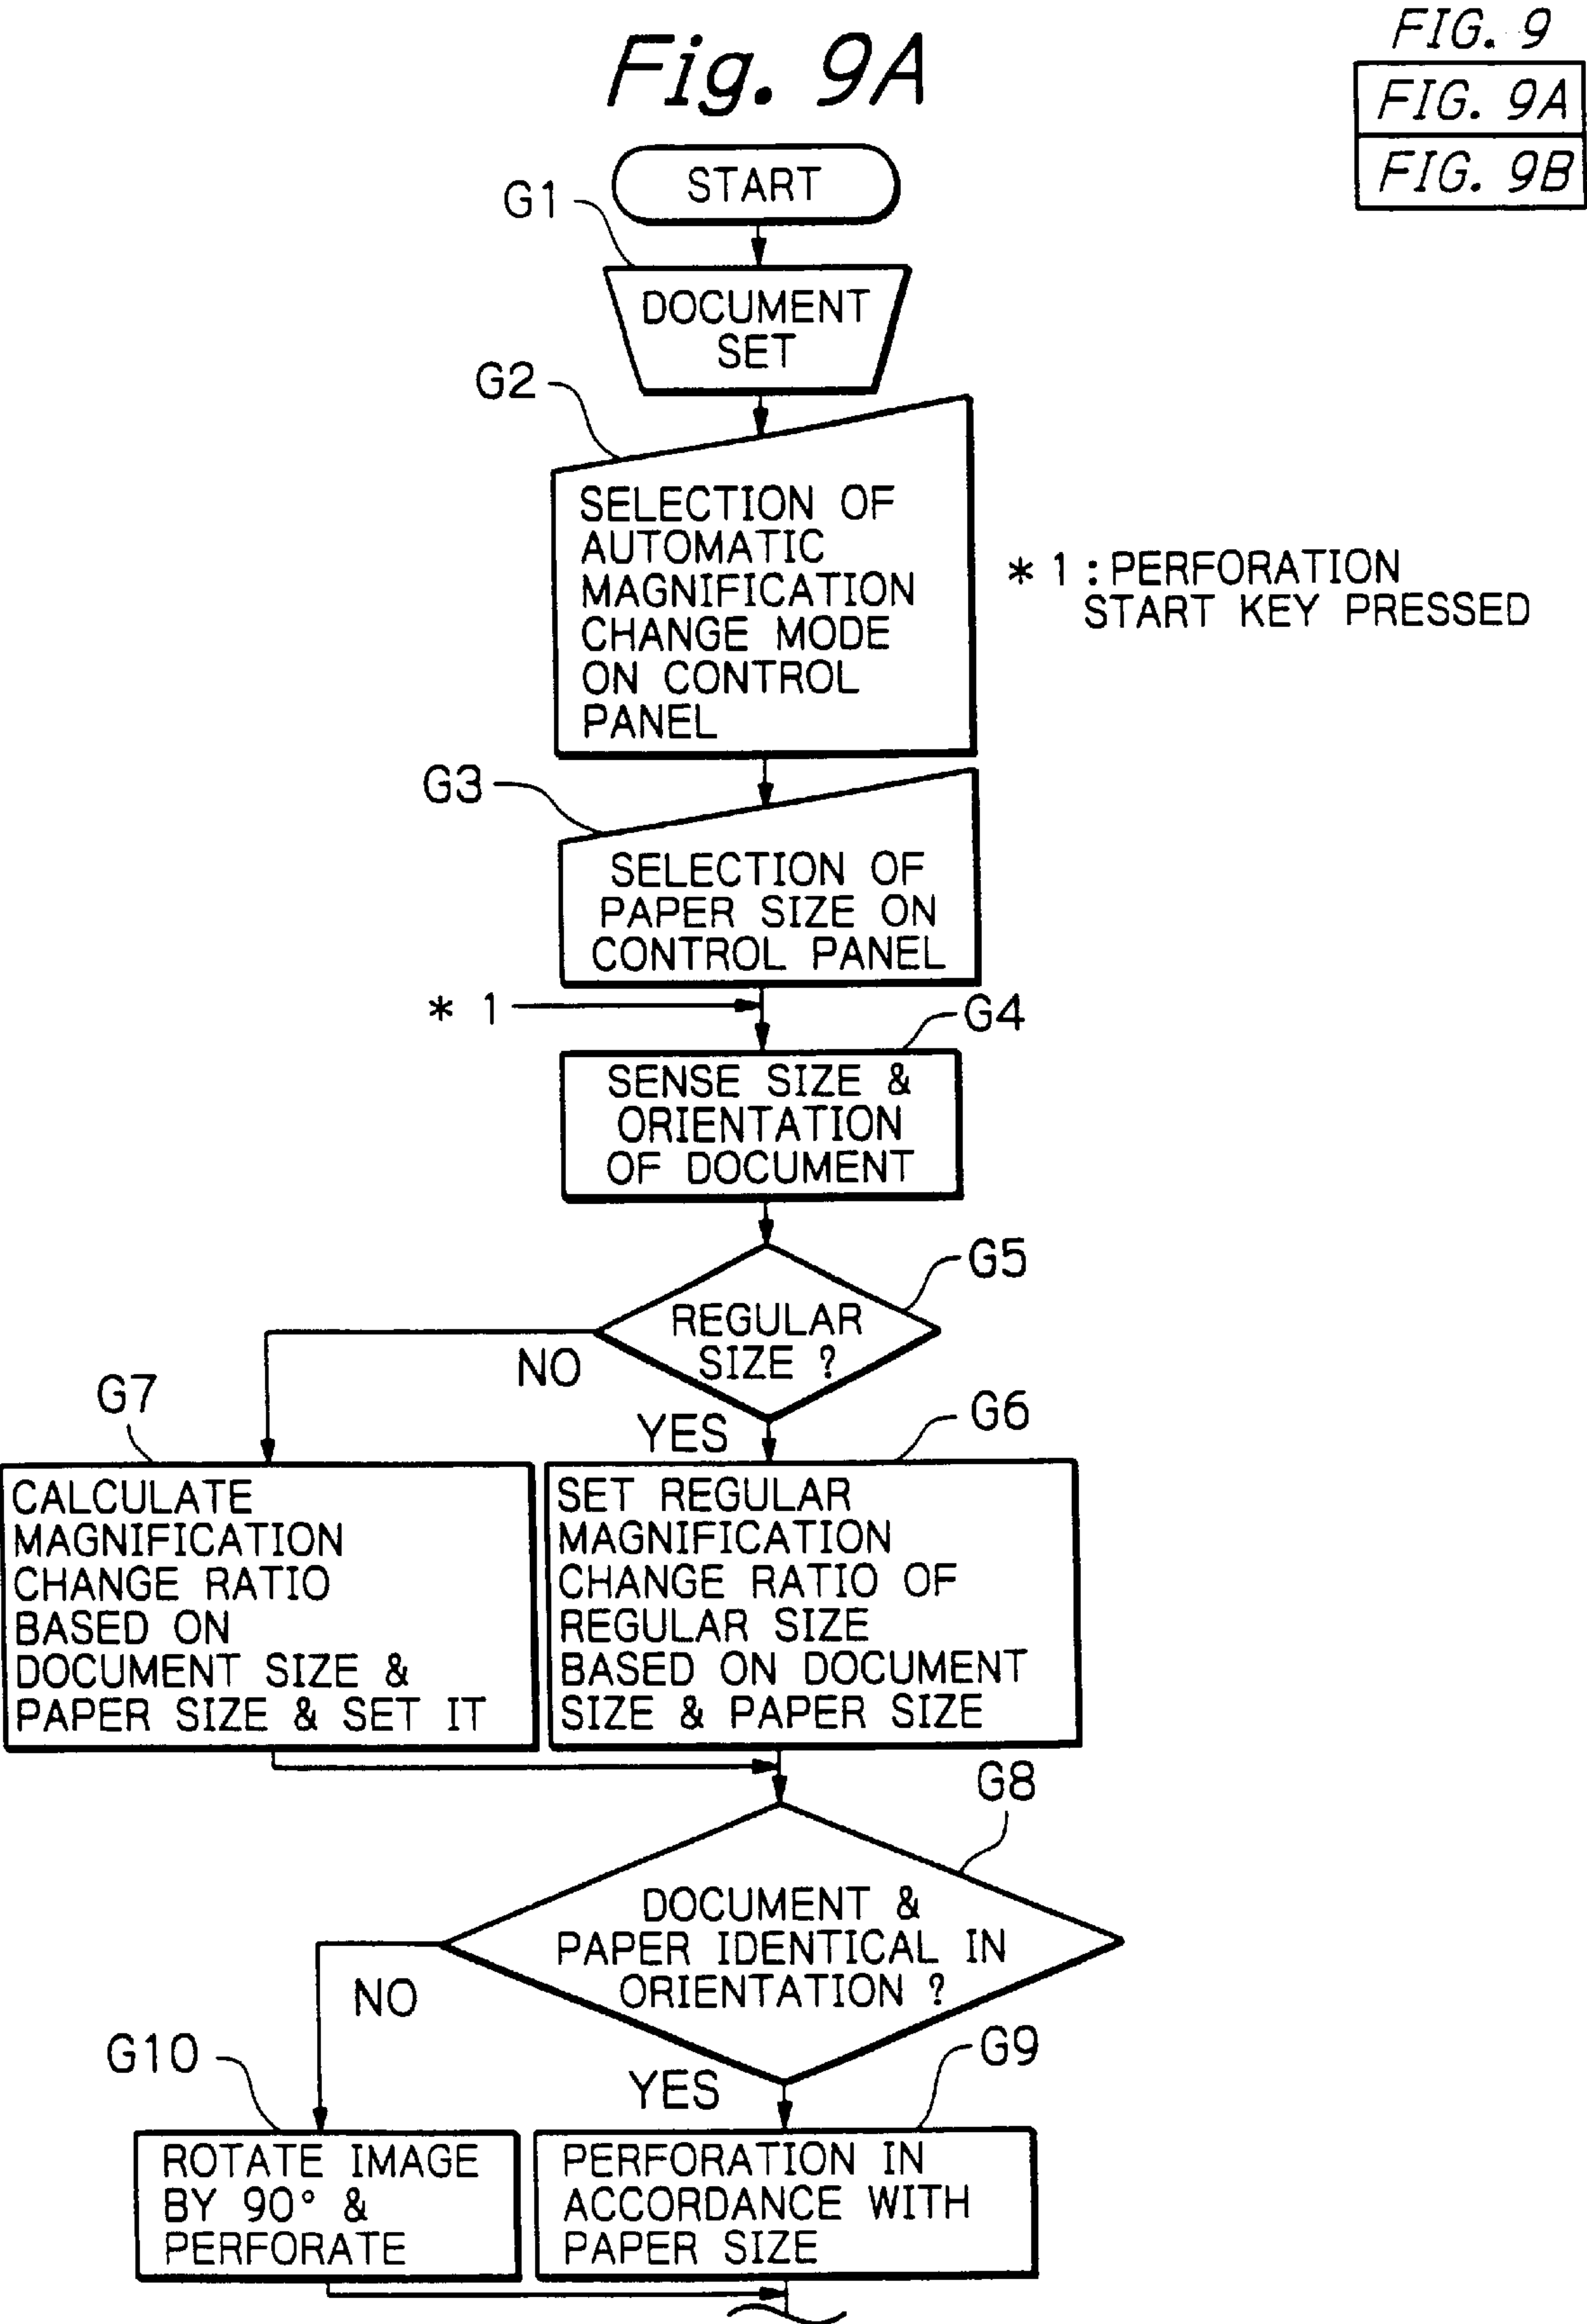 Fig. 9A
FIG. 9
FIG. 9A
FIG. 9B
START
G1
DOCUMENT
SET
G2
SELECTION OF
AUTOMATIC
MAGNIFICATION
CHANGE MODE
ON CONTROL
PANEL
* 1 : PERFORATION
START KEY PRESSED
G3
SELECTION OF
PAPER SIZE ON
CONTROL PANEL
* 1
G4
SENSE SIZE &
ORIENTATION
OF DOCUMENT
G5
REGULAR
SIZE ?
NO
YES
G7
CALCULATE
MAGNIFICATION
CHANGE RATIO
BASED ON
DOCUMENT SIZE &
PAPER SIZE & SET IT
G6
SET REGULAR
MAGNIFICATION
CHANGE RATIO OF
REGULAR SIZE
BASED ON DOCUMENT
SIZE & PAPER SIZE
G8
DOCUMENT &
PAPER IDENTICAL IN
ORIENTATION ?
NO
YES
G10
ROTATE IMAGE
BY 90° &
PERFORATE
G9
PERFORATION IN
ACCORDANCE WITH
PAPER SIZE